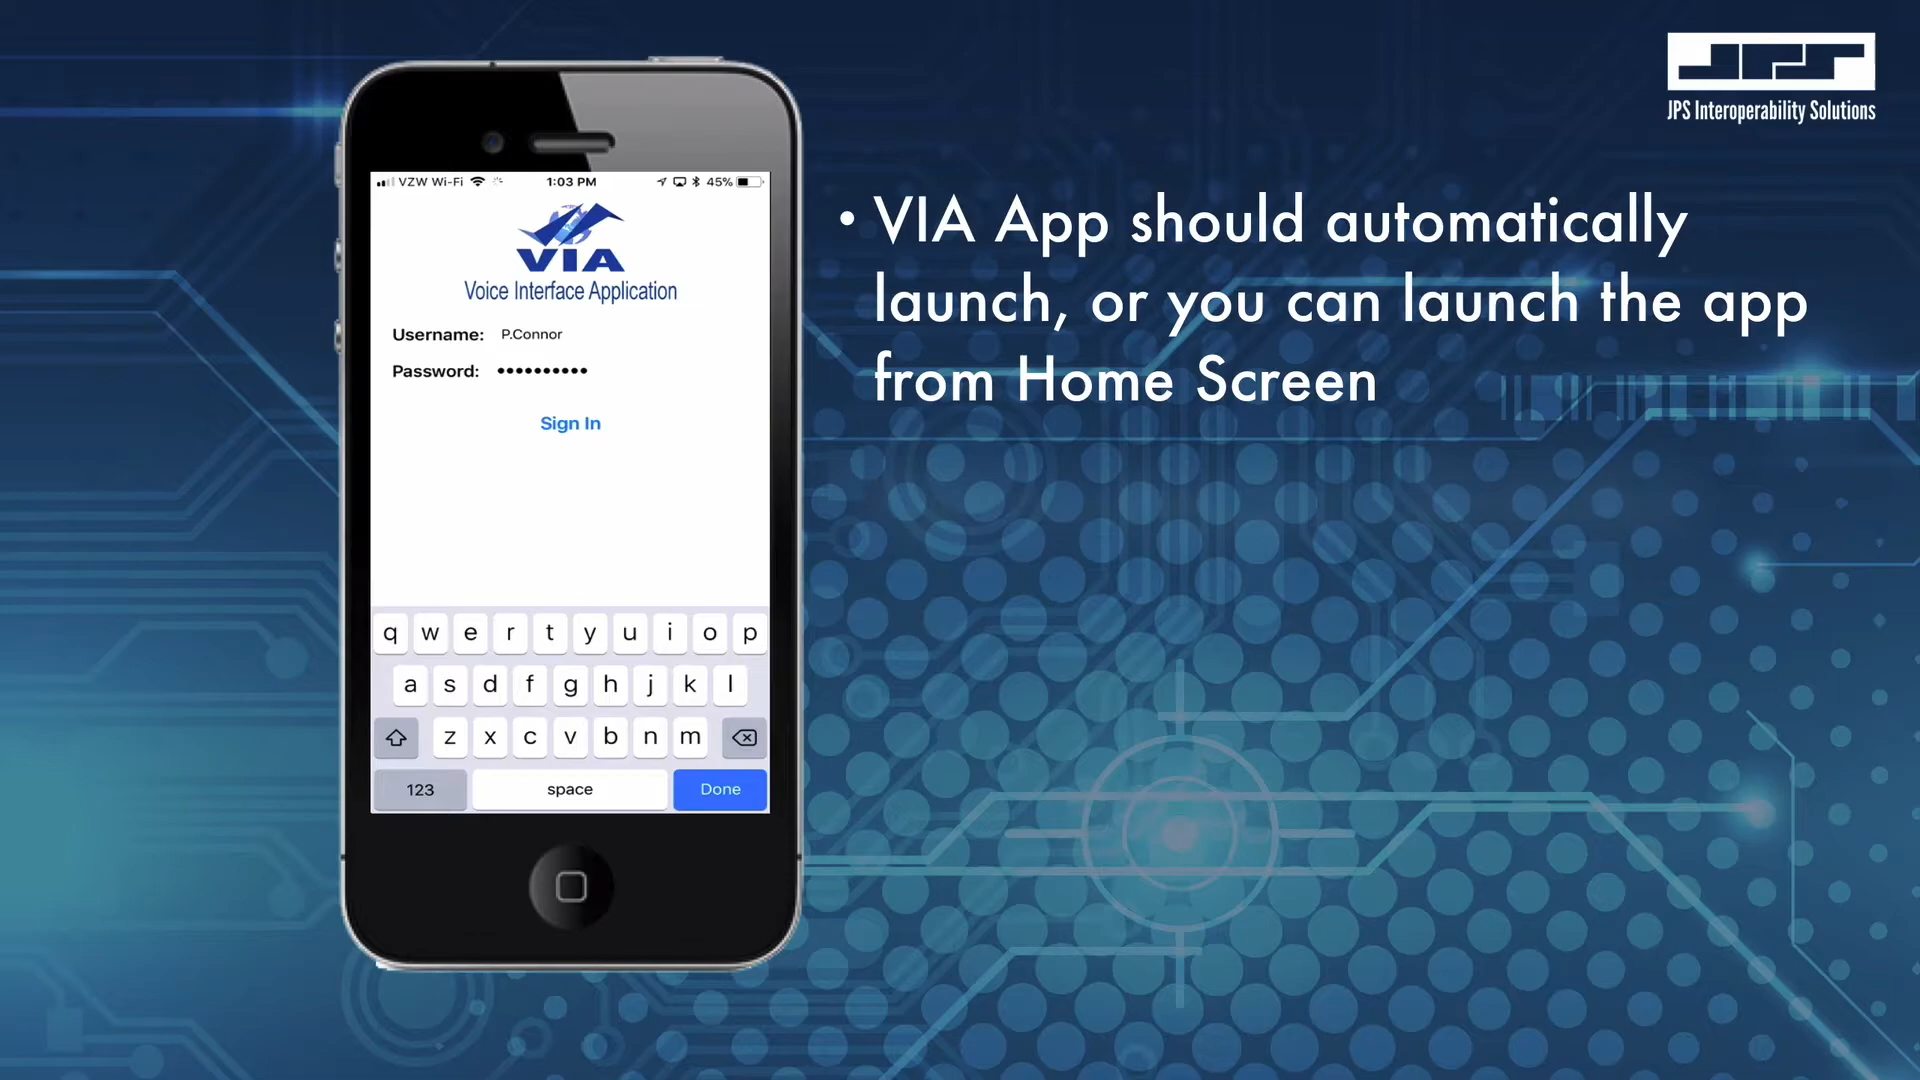 JPS
JPS Interoperability Solutions
VZW Wi-Fi 1:03 PM 45%
VIA
Voice Interface Application
Username: P.Connor
Password: ••••••••••
Sign In
q w e r t y u i o p
a s d f g h j k l
z x c v b n m
123 space Done
• VIA App should automatically
launch, or you can launch the app
from Home Screen